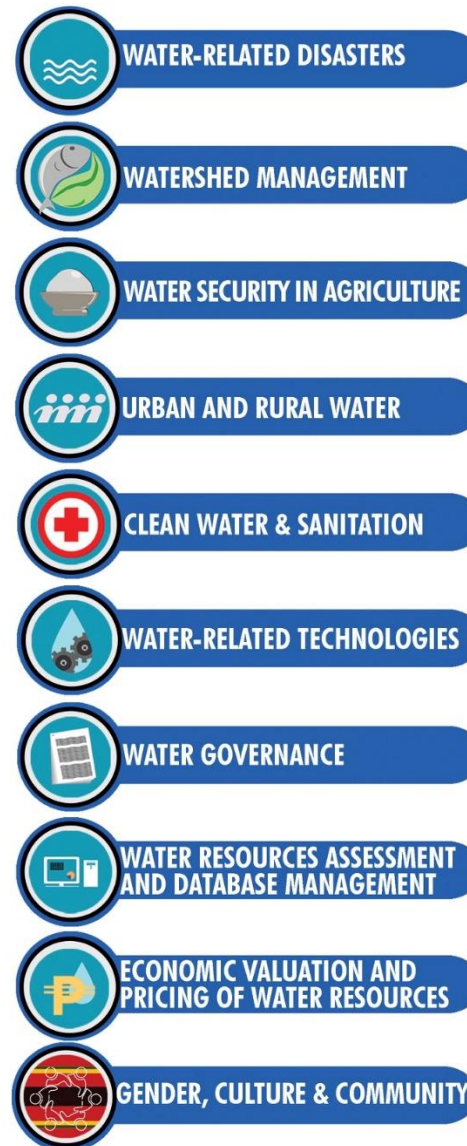 WATER-RELATED DISASTERS
WATERSHED MANAGEMENT
WATER SECURITY IN AGRICULTURE
URBAN AND RURAL WATER
CLEAN WATER & SANITATION
WATER-RELATED TECHNOLOGIES
WATER GOVERNANCE
WATER RESOURCES ASSESSMENT
AND DATABASE MANAGEMENT
ECONOMIC VALUATION AND
PRICING OF WATER RESOURCES
GENDER, CULTURE & COMMUNITY